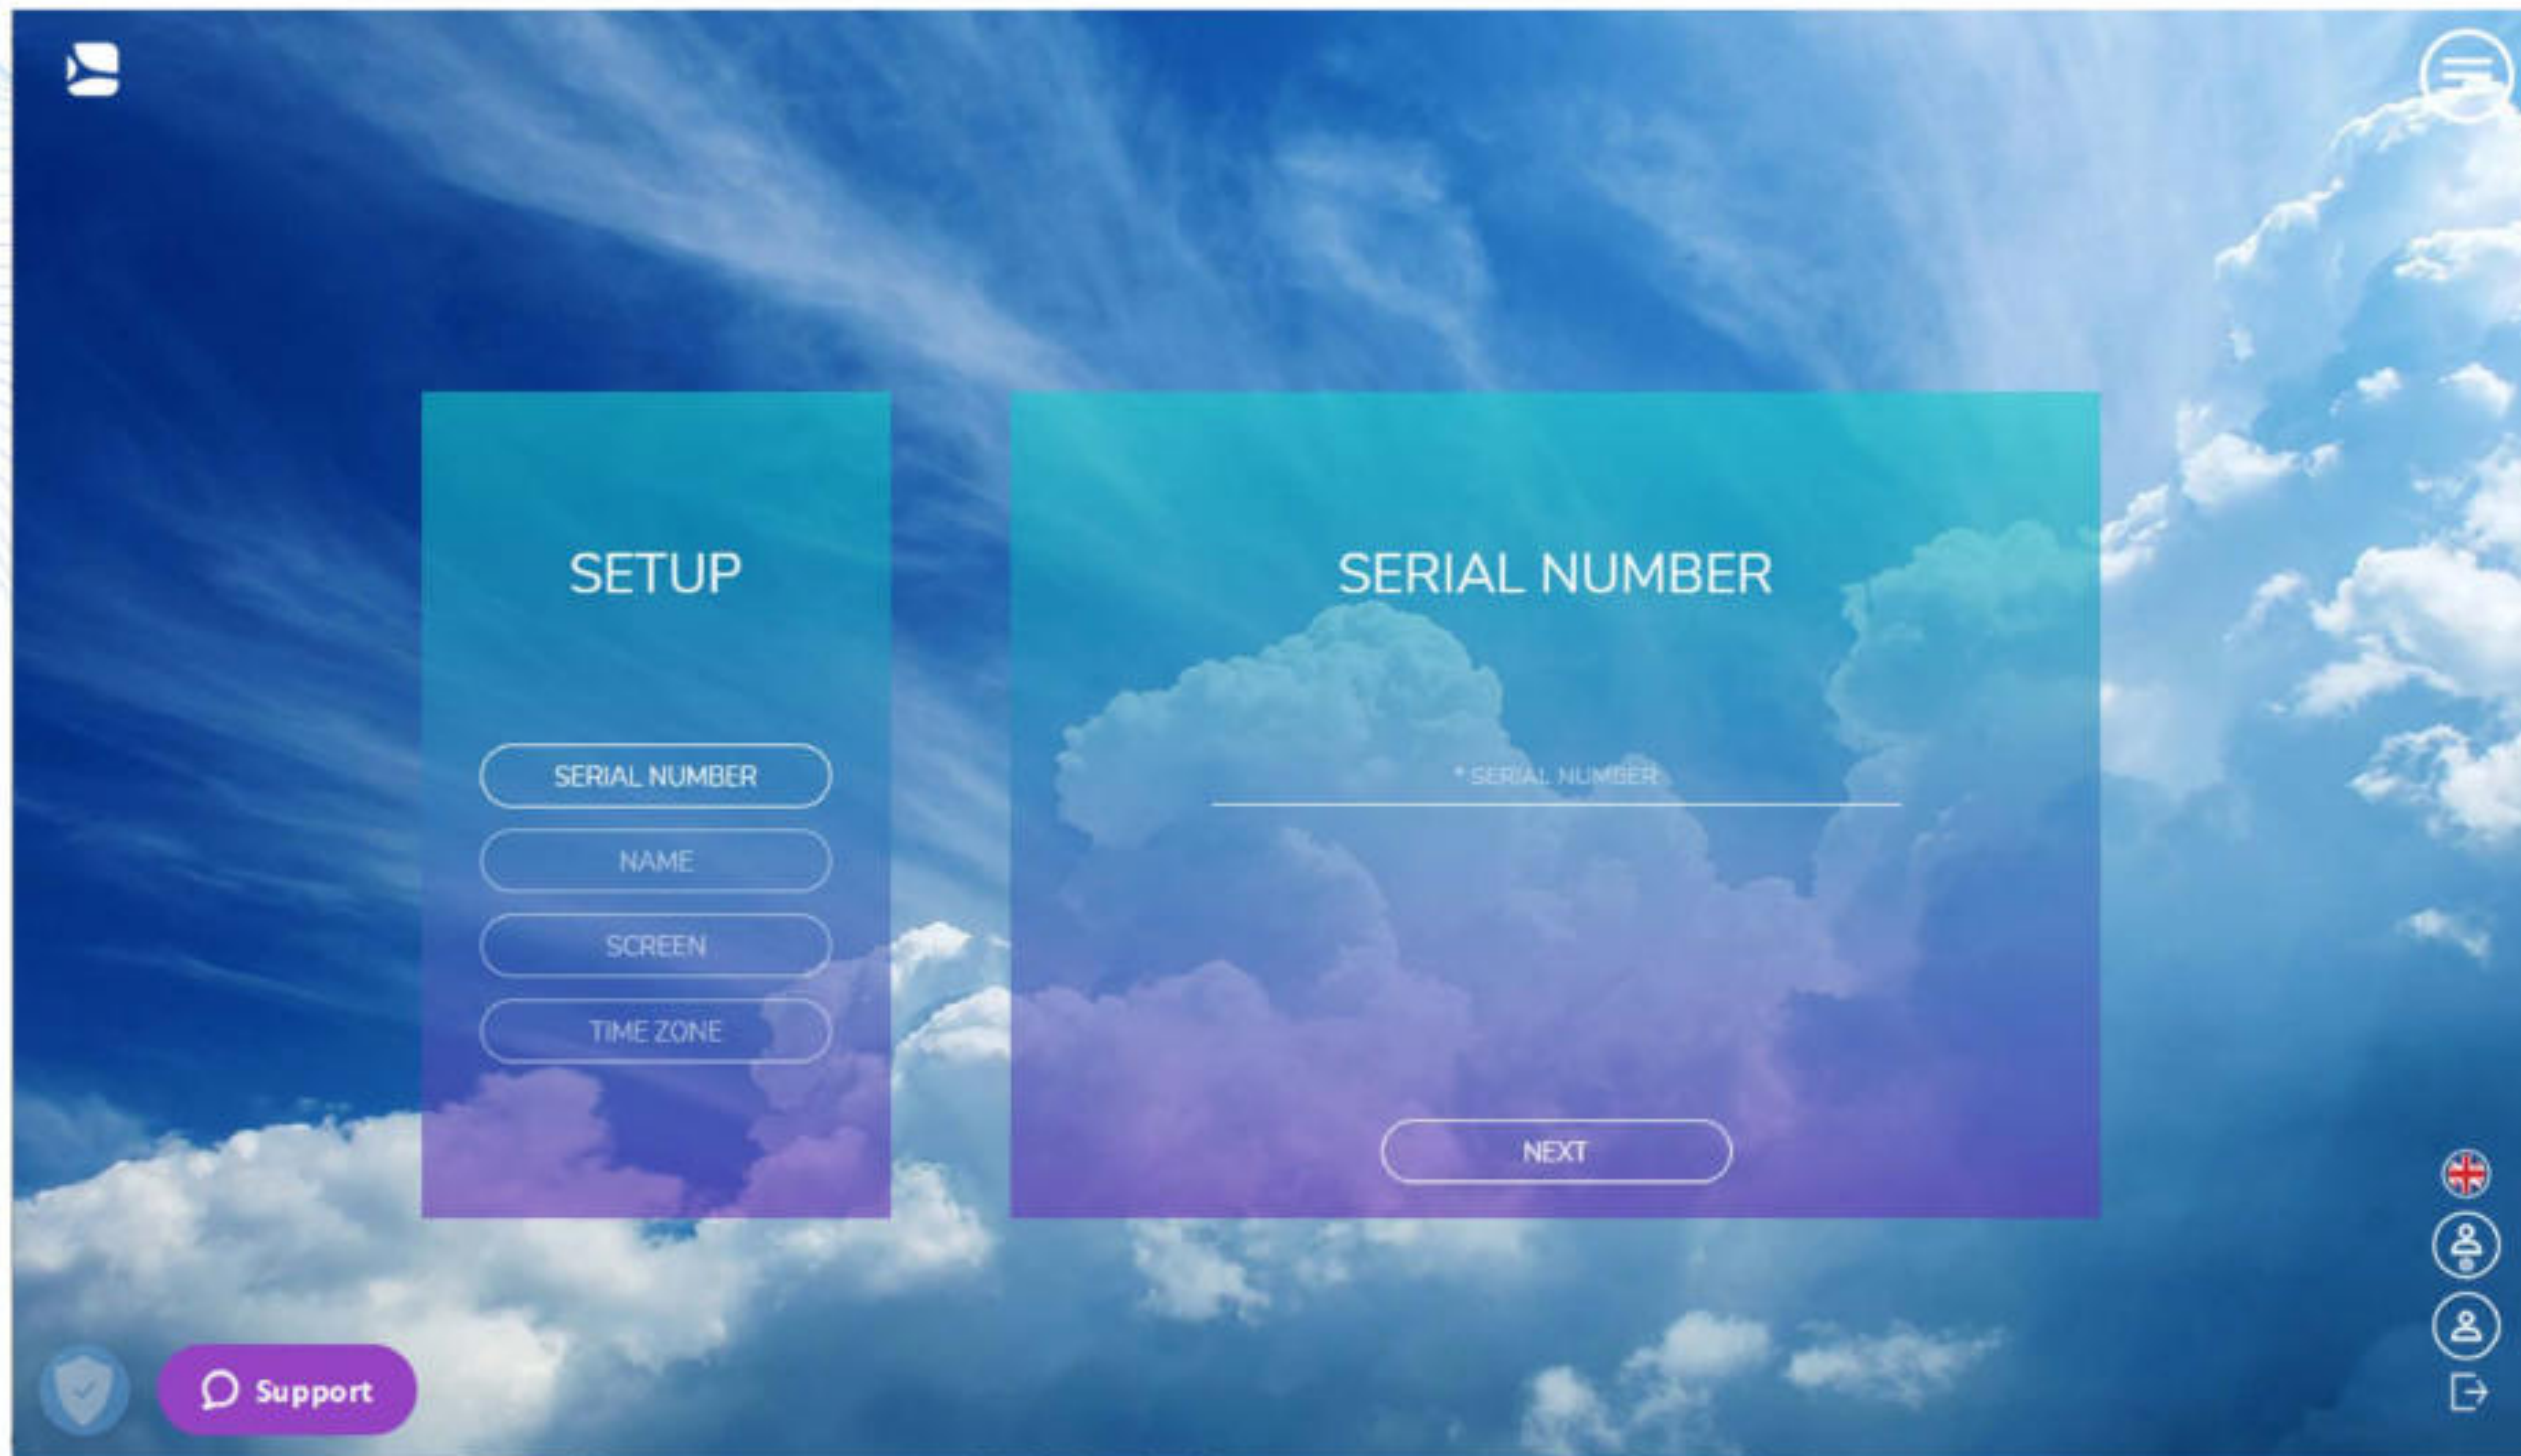 SETUP
SERIAL NUMBER
NAME
SCREEN
TIME ZONE
SERIAL NUMBER
* SERIAL NUMBER
NEXT
Support